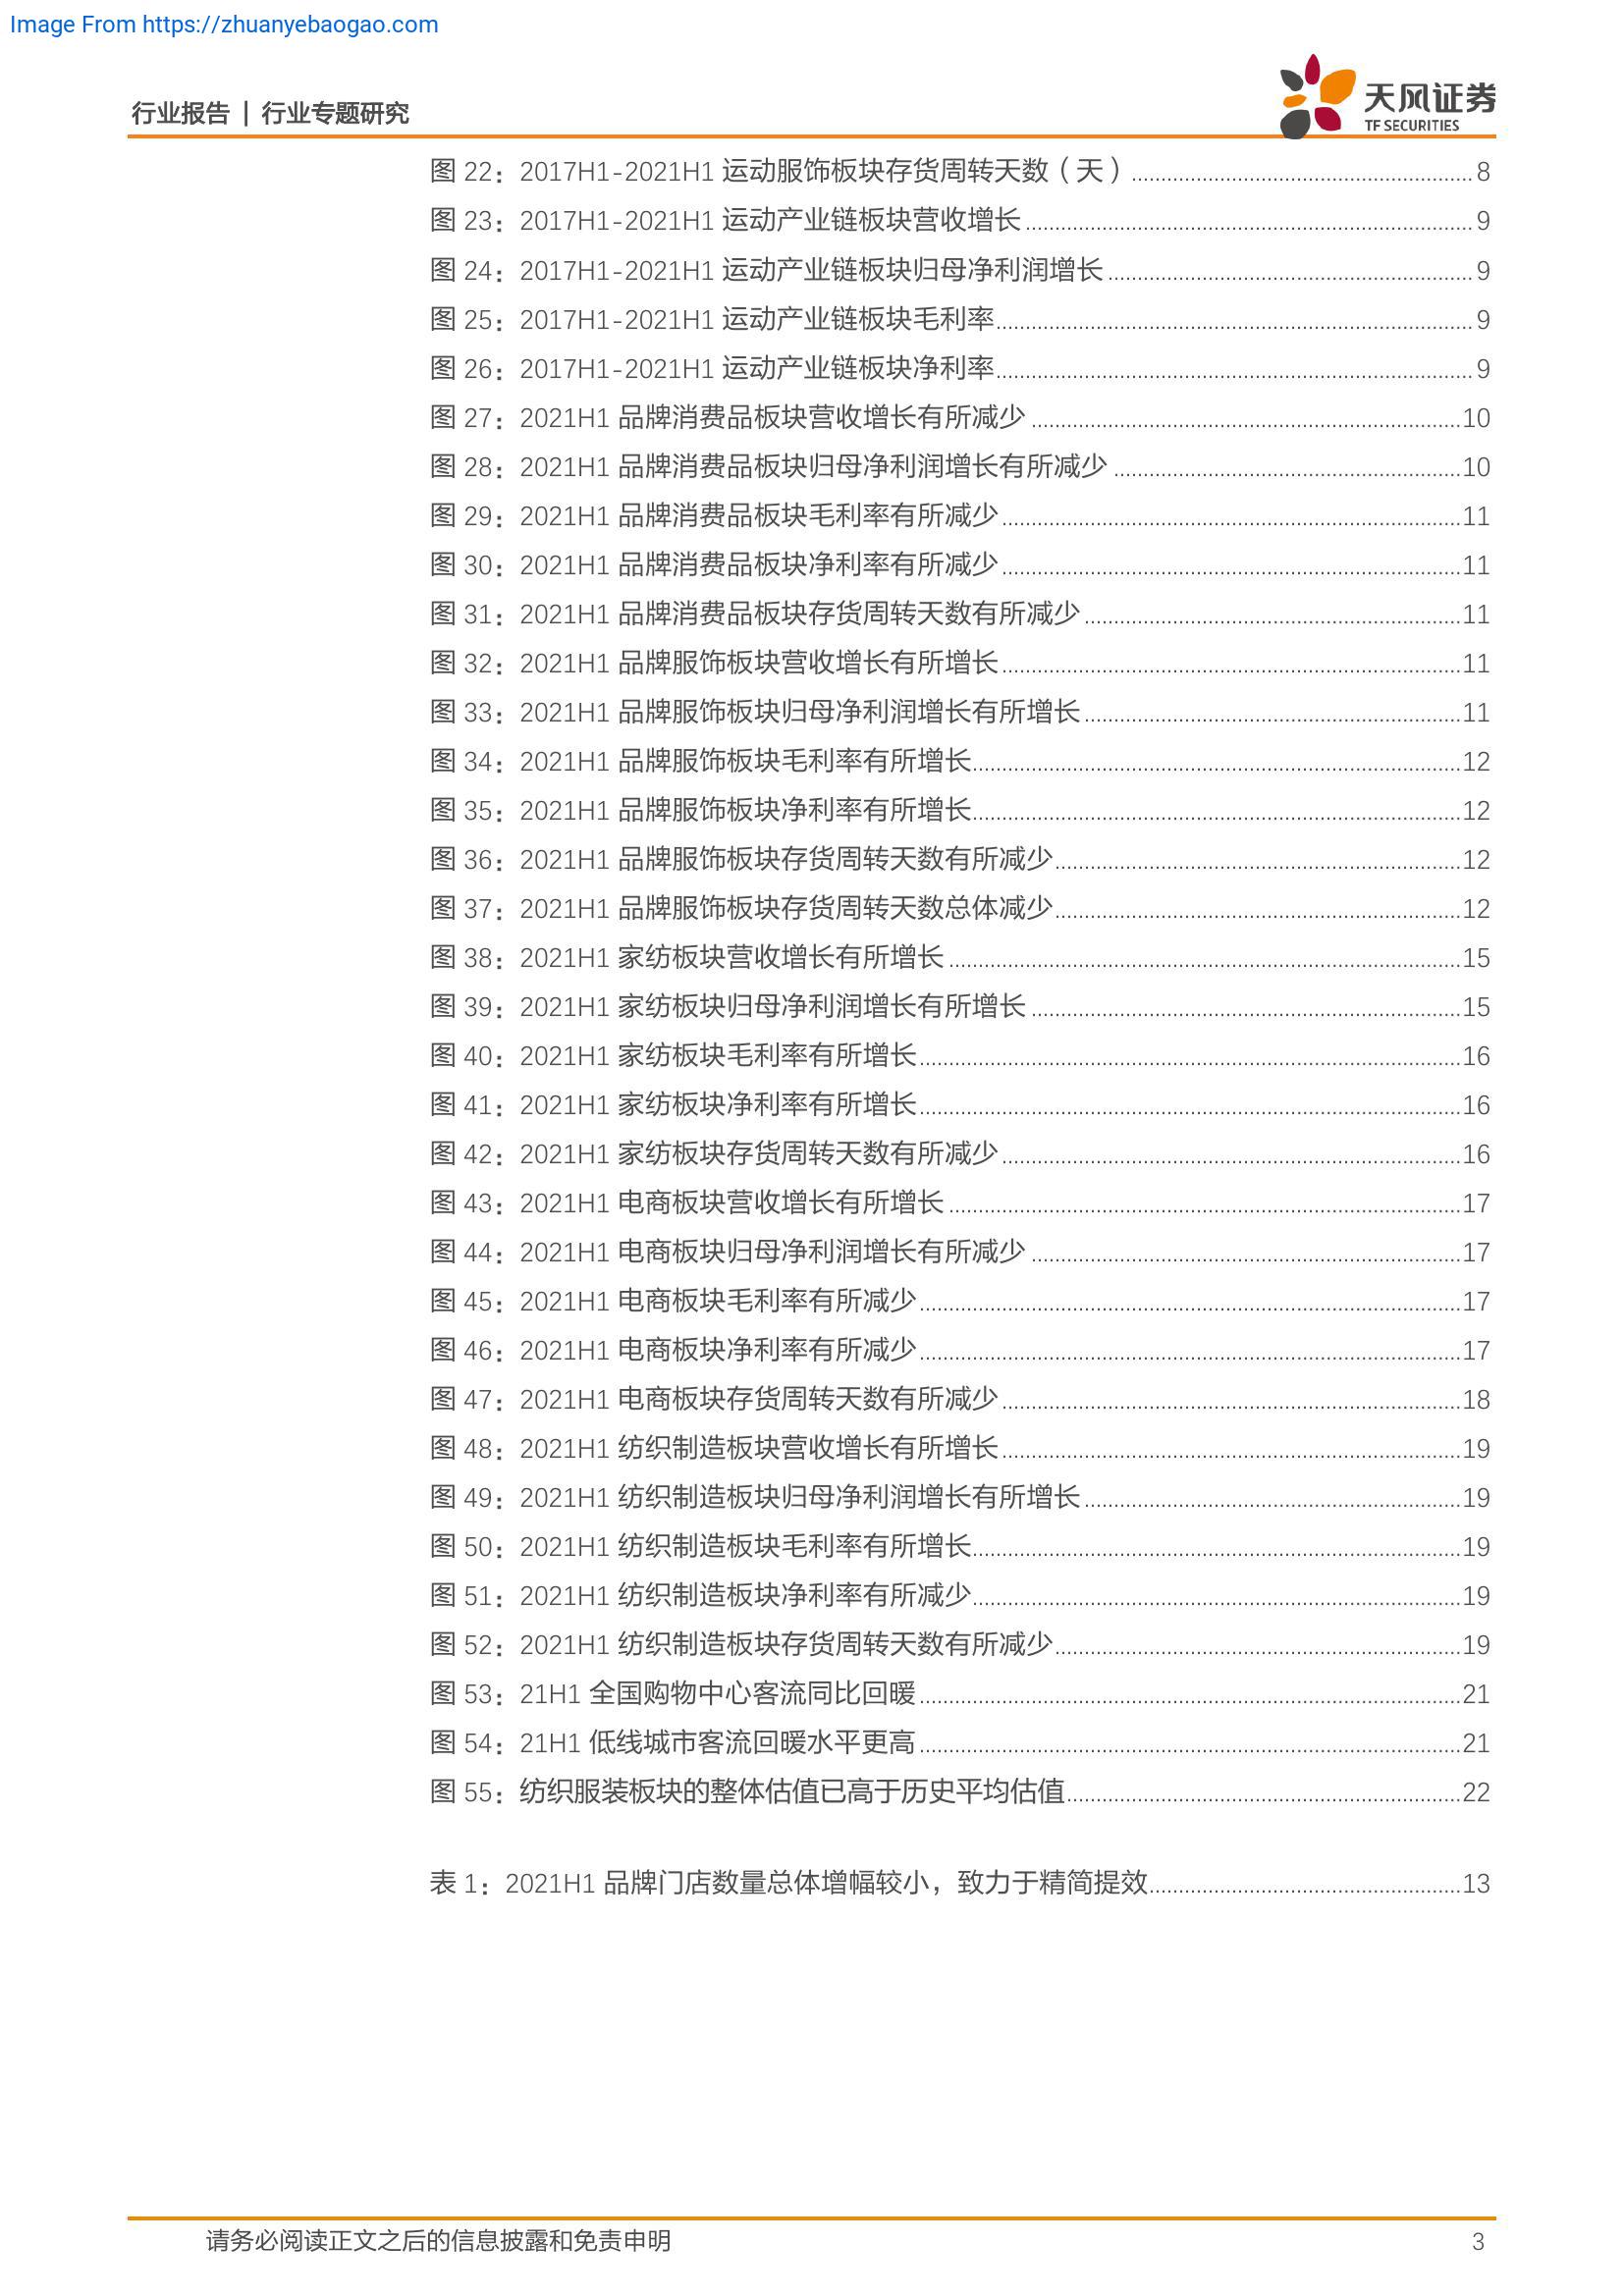 Image From https://zhuanyebaogao.com
行业报告 | 行业专题研究
天风证券
TF SECURITIES
图 22：2017H1-2021H1 运动服饰板块存货周转天数（天）........8
图 23：2017H1-2021H1 运动产业链板块营收增长........9
图 24：2017H1-2021H1 运动产业链板块归母净利润增长........9
图 25：2017H1-2021H1 运动产业链板块毛利率........9
图 26：2017H1-2021H1 运动产业链板块净利率........9
图 27：2021H1 品牌消费品板块营收增长有所减少........10
图 28：2021H1 品牌消费品板块归母净利润增长有所减少........10
图 29：2021H1 品牌消费品板块毛利率有所减少........11
图 30：2021H1 品牌消费品板块净利率有所减少........11
图 31：2021H1 品牌消费品板块存货周转天数有所减少........11
图 32：2021H1 品牌服饰板块营收增长有所增长........11
图 33：2021H1 品牌服饰板块归母净利润增长有所增长........11
图 34：2021H1 品牌服饰板块毛利率有所增长........12
图 35：2021H1 品牌服饰板块净利率有所增长........12
图 36：2021H1 品牌服饰板块存货周转天数有所减少........12
图 37：2021H1 品牌服饰板块存货周转天数总体减少........12
图 38：2021H1 家纺板块营收增长有所增长........15
图 39：2021H1 家纺板块归母净利润增长有所增长........15
图 40：2021H1 家纺板块毛利率有所增长........16
图 41：2021H1 家纺板块净利率有所增长........16
图 42：2021H1 家纺板块存货周转天数有所减少........16
图 43：2021H1 电商板块营收增长有所增长........17
图 44：2021H1 电商板块归母净利润增长有所减少........17
图 45：2021H1 电商板块毛利率有所减少........17
图 46：2021H1 电商板块净利率有所减少........17
图 47：2021H1 电商板块存货周转天数有所减少........18
图 48：2021H1 纺织制造板块营收增长有所增长........19
图 49：2021H1 纺织制造板块归母净利润增长有所增长........19
图 50：2021H1 纺织制造板块毛利率有所增长........19
图 51：2021H1 纺织制造板块净利率有所减少........19
图 52：2021H1 纺织制造板块存货周转天数有所减少........19
图 53：21H1 全国购物中心客流同比回暖........21
图 54：21H1 低线城市客流回暖水平更高........21
图 55：纺织服装板块的整体估值已高于历史平均估值........22
表 1：2021H1 品牌门店数量总体增幅较小，致力于精简提效........13
请务必阅读正文之后的信息披露和免责申明 3